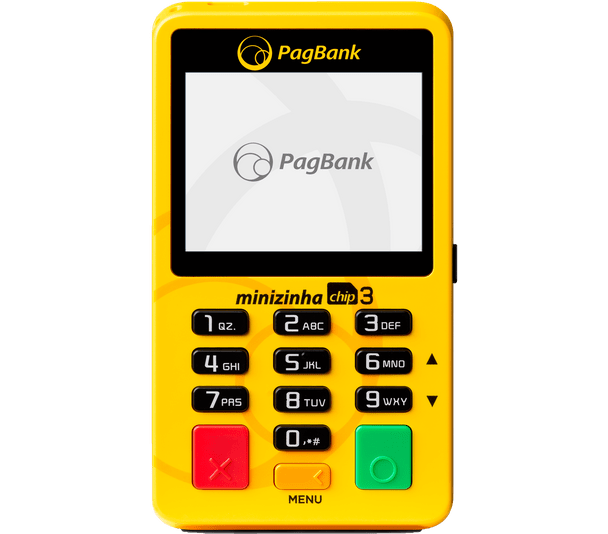 PagBank
PagBank
minizinha chip 3
1 QZ. 2 ABC 3 DEF
4 GHI 5 JKL 6 MNO ▲
7 PRS 8 TUV 9 WXY ▼
0 ,*#
X < O
MENU